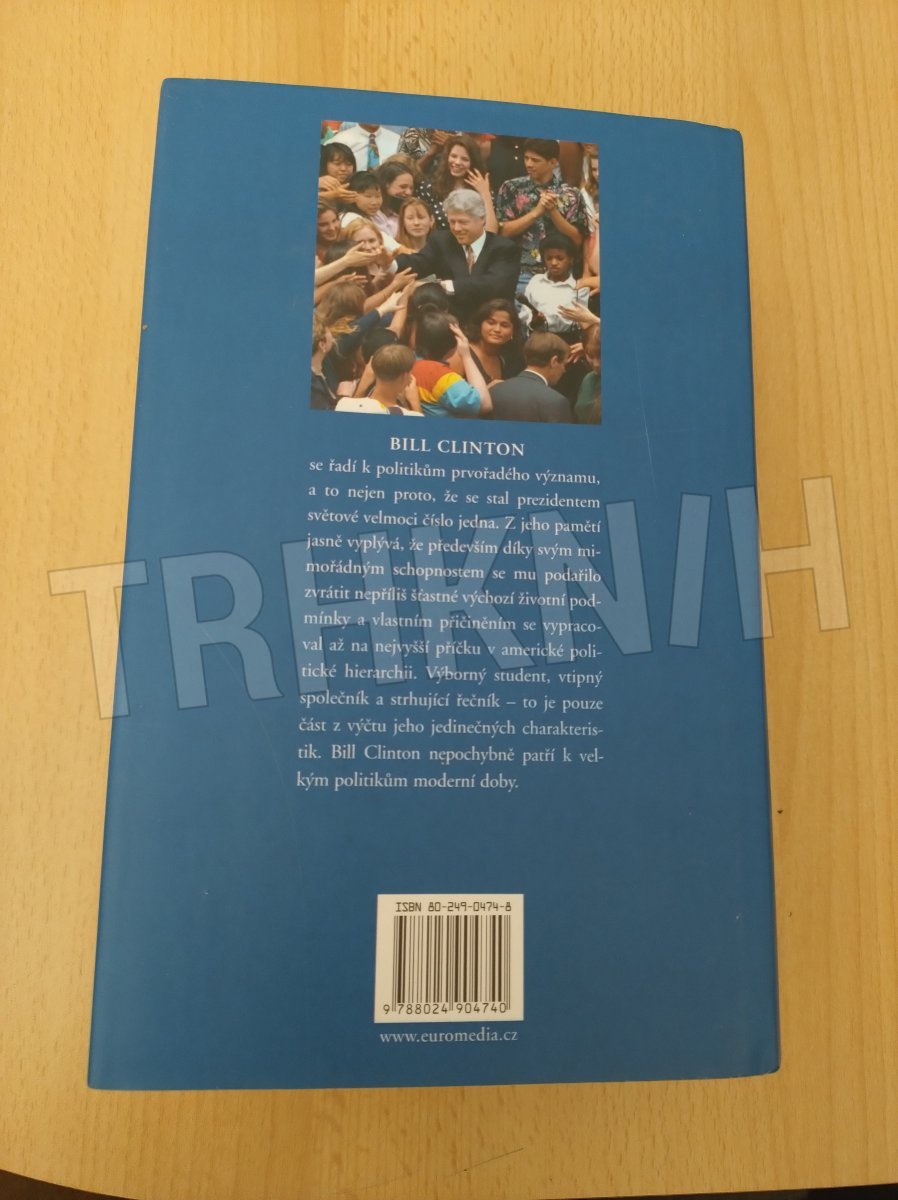 BILL CLINTON
se řadí k politikům prvořadého významu,
a to nejen proto, že se stal prezidentem
světové velmoci číslo jedna. Z jeho pamětí
jasně vyplývá, že především díky svým mi-
mořádným schopnostem se mu podařilo
zvrátit nepříliš šťastné výchozí životní pod-
mínky a vlastním přičiněním se vypraco-
val až na nejvyšší příčku v americké poli-
tické hierarchii. Výborný student, vtipný
společník a strhující řečník – to je pouze
část z výčtu jeho jedinečných charakteris-
tik. Bill Clinton nepochybně patří k vel-
kým politikům moderní doby.
TRHKNIH
ISBN 80-249-0474-8
9 788024 904740
www.euromedia.cz